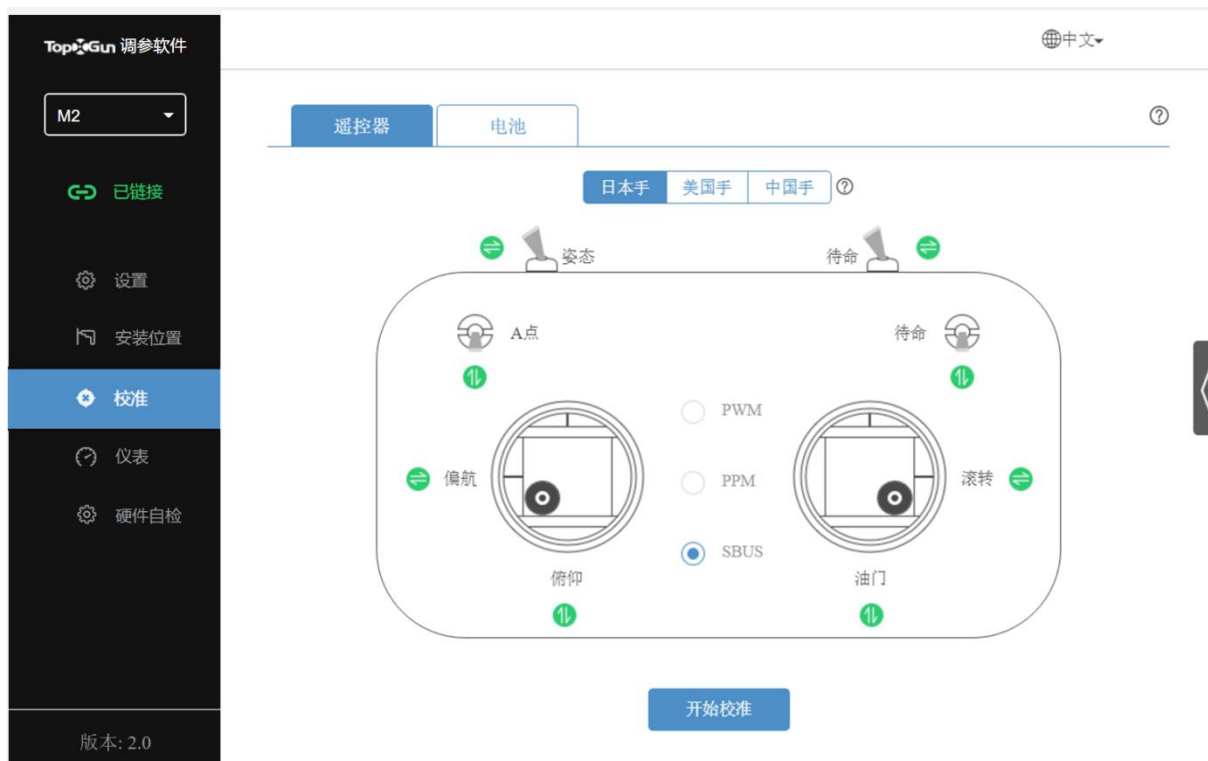 TopXGun 调参软件
中文
M2
遥控器
电池
已链接
日本手
美国手
中国手
姿态
待命
设置
A点
待命
安装位置
校准
PWM
仪表
偏航
PPM
滚转
硬件自检
SBUS
俯仰
油门
开始校准
版本: 2.0